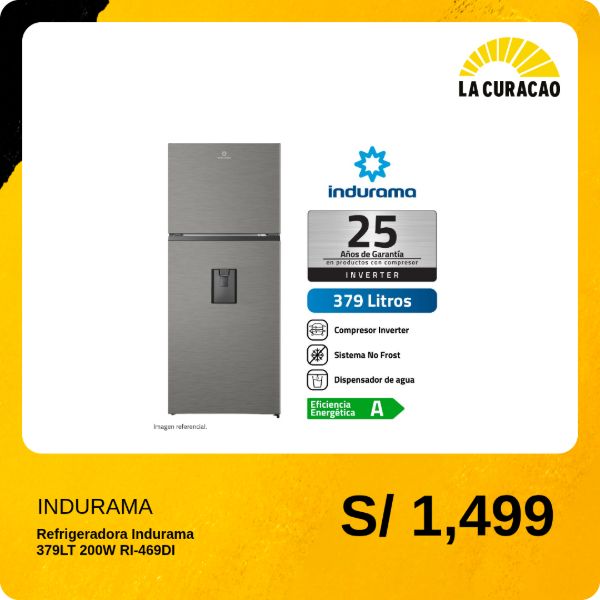 LA CURACAO
indurama
indurama
25
Años de Garantía
en productos con compresor
INVERTER
379 Litros
Compresor Inverter
Sistema No Frost
Dispensador de agua
Eficiencia
Energética
A
Imagen referencial.
INDURAMA
Refrigeradora Indurama
379LT 200W RI-469DI
S/ 1,499